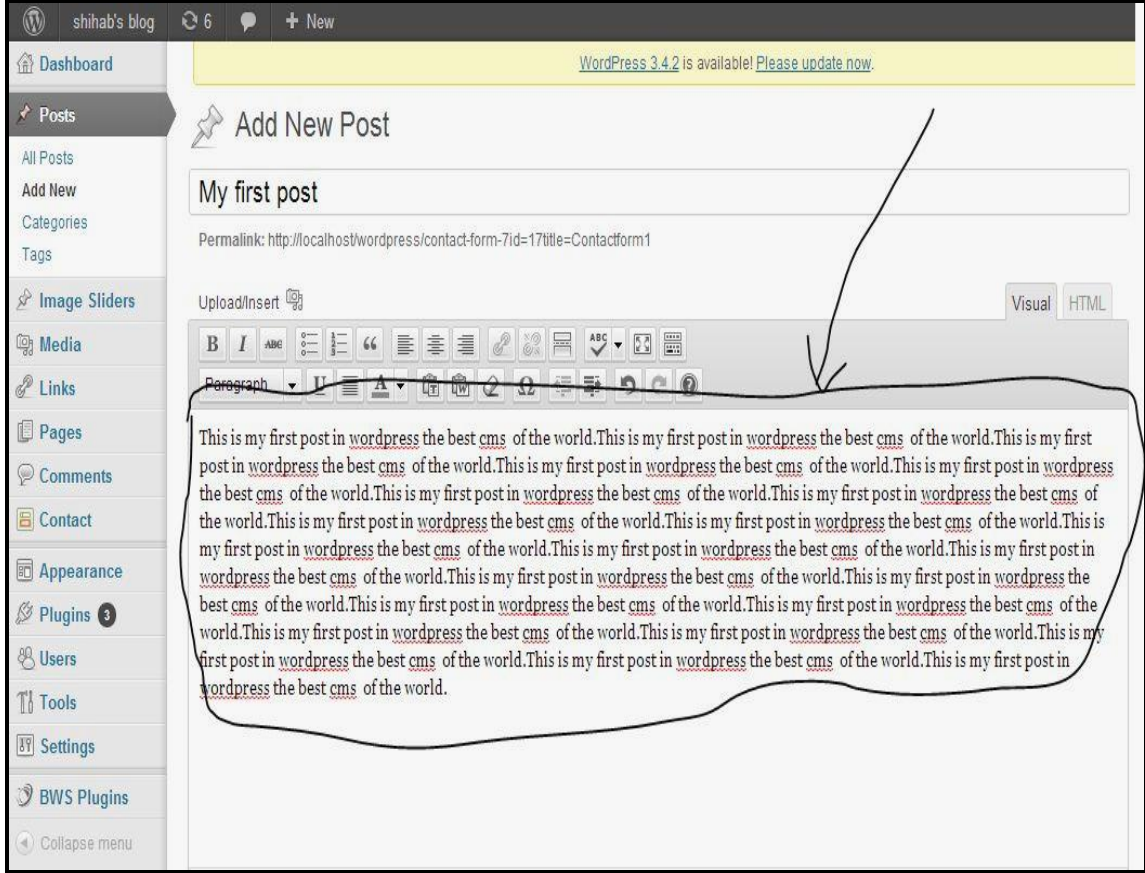 shihab's blog 6 + New
Dashboard
WordPress 3.4.2 is available! Please update now.
Posts
Add New Post
All Posts
Add New
Categories
Tags
My first post
Permalink: http://localhost/wordpress/contact-form-7id=17title=Contactform1
Image Sliders
Media
Links
Pages
Comments
Contact
Appearance
Plugins 3
Users
Tools
Settings
BWS Plugins
Collapse menu
Upload/Insert
Visual HTML
B I ABC ABC
Paragraph U A T W Ω ?
This is my first post in wordpress the best cms of the world.This is my first post in wordpress the best cms of the world.This is my first
post in wordpress the best cms of the world.This is my first post in wordpress the best cms of the world.This is my first post in wordpress
the best cms of the world.This is my first post in wordpress the best cms of the world.This is my first post in wordpress the best cms of
the world.This is my first post in wordpress the best cms of the world.This is my first post in wordpress the best cms of the world.This is
my first post in wordpress the best cms of the world.This is my first post in wordpress the best cms of the world.This is my first post in
wordpress the best cms of the world.This is my first post in wordpress the best cms of the world.This is my first post in wordpress the
best cms of the world.This is my first post in wordpress the best cms of the world.This is my first post in wordpress the best cms of the
world.This is my first post in wordpress the best cms of the world.This is my first post in wordpress the best cms of the world.This is my
first post in wordpress the best cms of the world.This is my first post in wordpress the best cms of the world.This is my first post in
wordpress the best cms of the world.